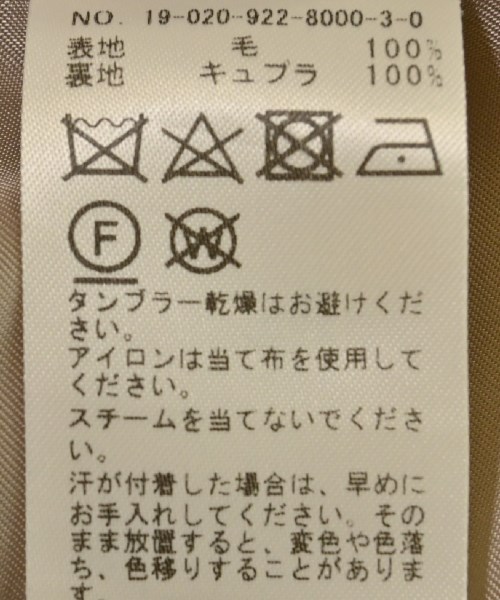 NO. 19-020-922-8000-3-0
表地 毛 100%
裏地 キュプラ 100%
F W
タンブラー乾燥はお避けくだ
さい。
アイロンは当て布を使用して
ください。
スチームを当てないでくださ
い。
汗が付着した場合は、早めに
お手入れしてください。その
まま放置すると、変色や色落
ち、色移りすることがありま
す。